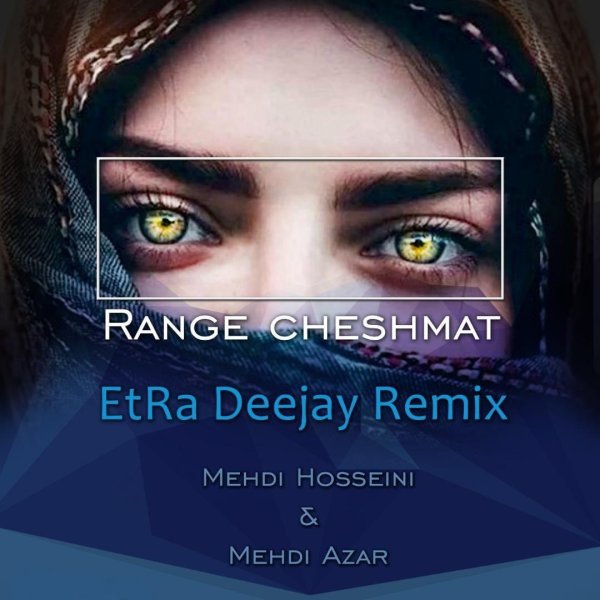 Range cheshmat
EtRa Deejay Remix
Mehdi Hosseini
&
Mehdi Azar